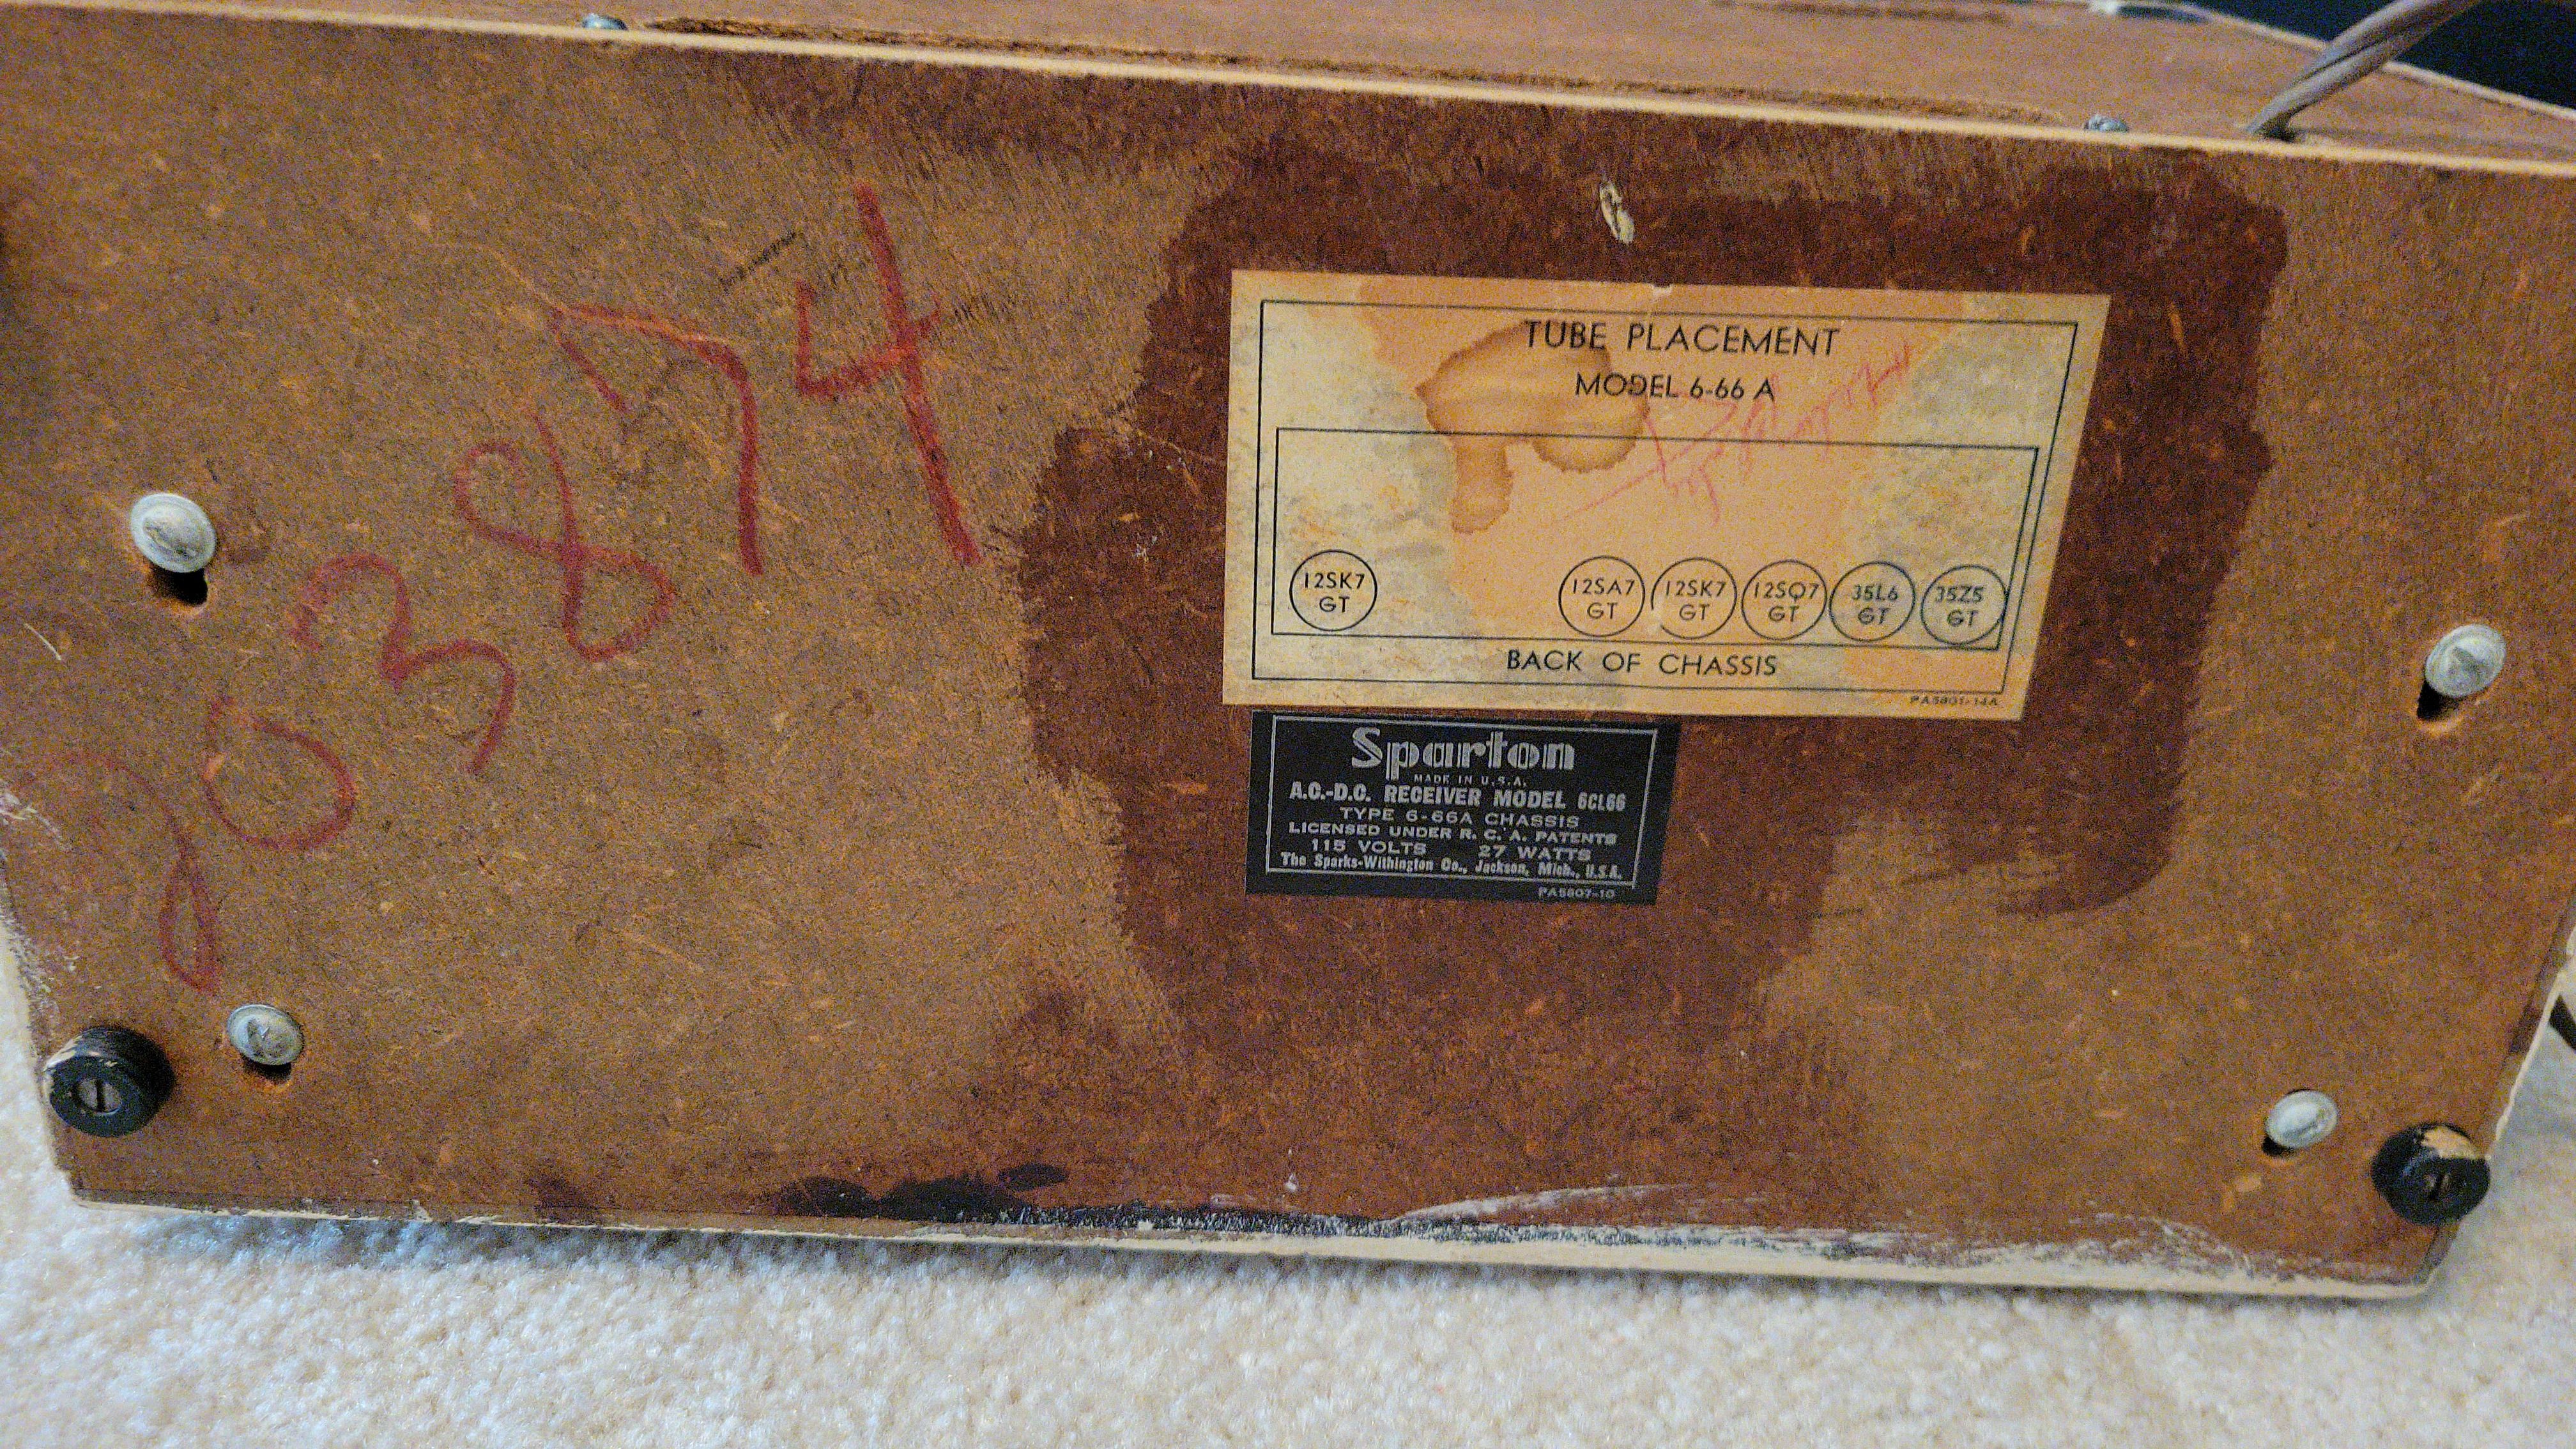 2038774
TUBE PLACEMENT
MODEL 6-66 A
12SK7 GT
12SA7 GT
12SK7 GT
12SQ7 GT
35L6 GT
35Z5 GT
BACK OF CHASSIS
PA5801-14A
Sparton
MADE IN U.S.A.
A.C.-D.C. RECEIVER MODEL 6CL66
TYPE 6-66A CHASSIS
LICENSED UNDER R. C. A. PATENTS
115 VOLTS 27 WATTS
The Sparks-Withington Co., Jackson, Mich., U.S.A.
PA5807-10